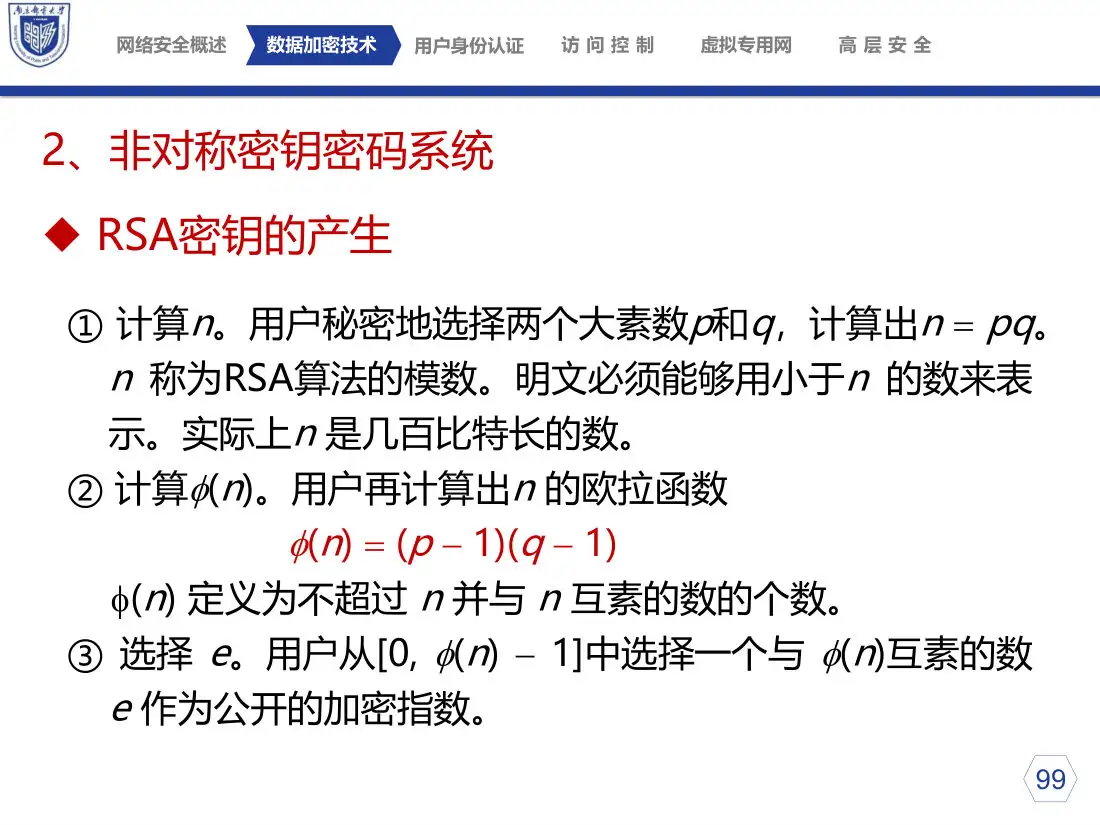 南京邮电大学
网络安全概述 数据加密技术 用户身份认证 访 问 控 制 虚拟专用网 高 层 安 全
2、非对称密钥密码系统
◆ RSA密钥的产生
① 计算n。用户秘密地选择两个大素数p和q，计算出n = pq。
n 称为RSA算法的模数。明文必须能够用小于n 的数来表
示。实际上n 是几百比特长的数。
② 计算ϕ(n)。用户再计算出n 的欧拉函数
ϕ(n) = (p − 1)(q − 1)
ϕ(n) 定义为不超过 n 并与 n 互素的数的个数。
③ 选择 e。用户从[0, ϕ(n) − 1]中选择一个与 ϕ(n)互素的数
e 作为公开的加密指数。
99